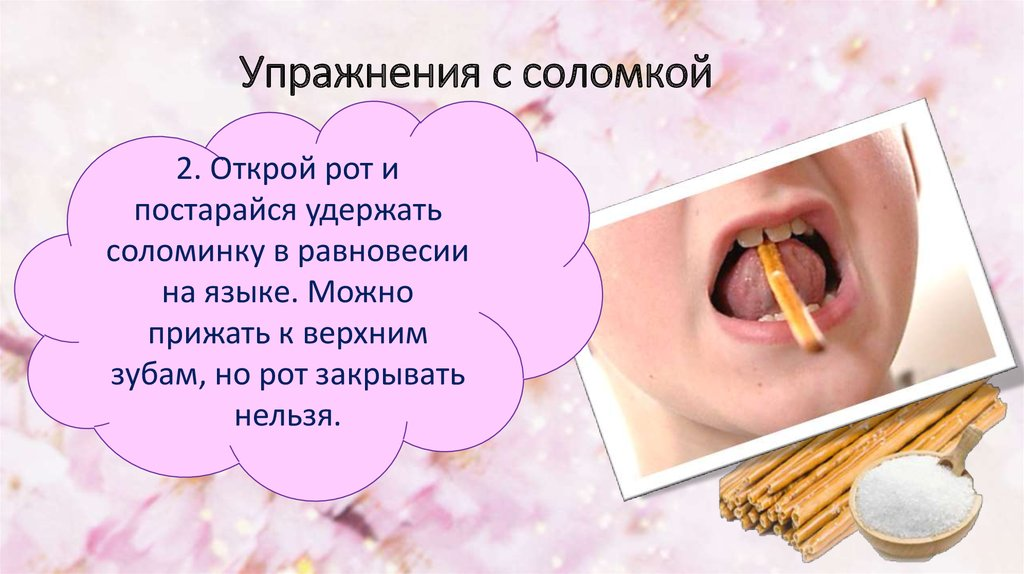 Упражнения с соломкой
2. Открой рот и
постарайся удержать
соломинку в равновесии
на языке. Можно
прижать к верхним
зубам, но рот закрывать
нельзя.